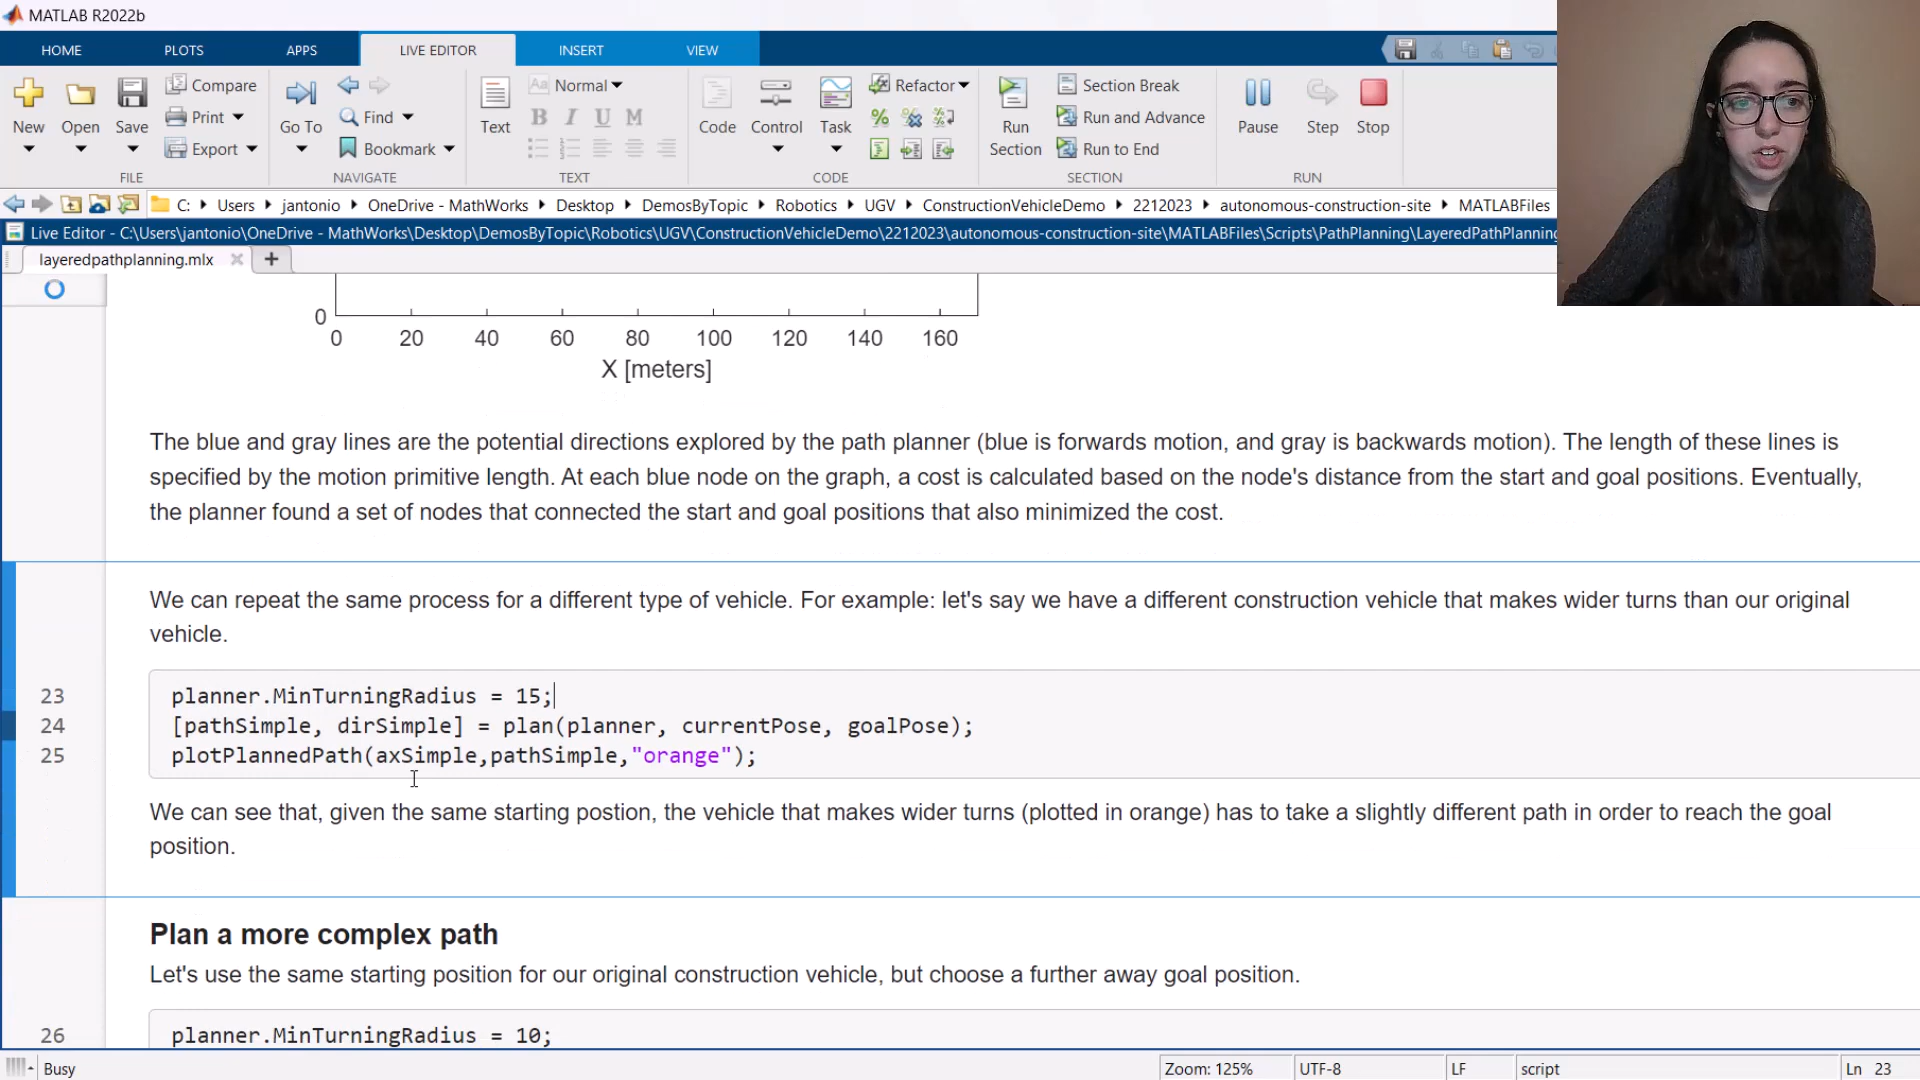 MATLAB R2022b
HOME PLOTS APPS LIVE EDITOR INSERT VIEW
New Open Save Compare Print Export Go To Find Bookmark Text Normal B I U M Code Control Task Refactor Run Section Section Break Run and Advance Run to End Pause Step Stop
FILE NAVIGATE TEXT CODE SECTION RUN
C: Users jantonio OneDrive - MathWorks Desktop DemosByTopic Robotics UGV ConstructionVehicleDemo 2212023 autonomous-construction-site MATLABFiles
Live Editor - C:\Users\jantonio\OneDrive - MathWorks\Desktop\DemosByTopic\Robotics\UGV\ConstructionVehicleDemo\2212023\autonomous-construction-site\MATLABFiles\Scripts\PathPlanning\LayeredPathPlanning
layeredpathplanning.mlx
0
0 20 40 60 80 100 120 140 160
X [meters]
The blue and gray lines are the potential directions explored by the path planner (blue is forwards motion, and gray is backwards motion). The length of these lines is
specified by the motion primitive length. At each blue node on the graph, a cost is calculated based on the node's distance from the start and goal positions. Eventually,
the planner found a set of nodes that connected the start and goal positions that also minimized the cost.
We can repeat the same process for a different type of vehicle. For example: let's say we have a different construction vehicle that makes wider turns than our original
vehicle.
23 planner.MinTurningRadius = 15;
24 [pathSimple, dirSimple] = plan(planner, currentPose, goalPose);
25 plotPlannedPath(axSimple,pathSimple,"orange");
We can see that, given the same starting postion, the vehicle that makes wider turns (plotted in orange) has to take a slightly different path in order to reach the goal
position.
Plan a more complex path
Let's use the same starting position for our original construction vehicle, but choose a further away goal position.
26 planner.MinTurningRadius = 10;
Busy Zoom: 125% UTF-8 LF script Ln 23